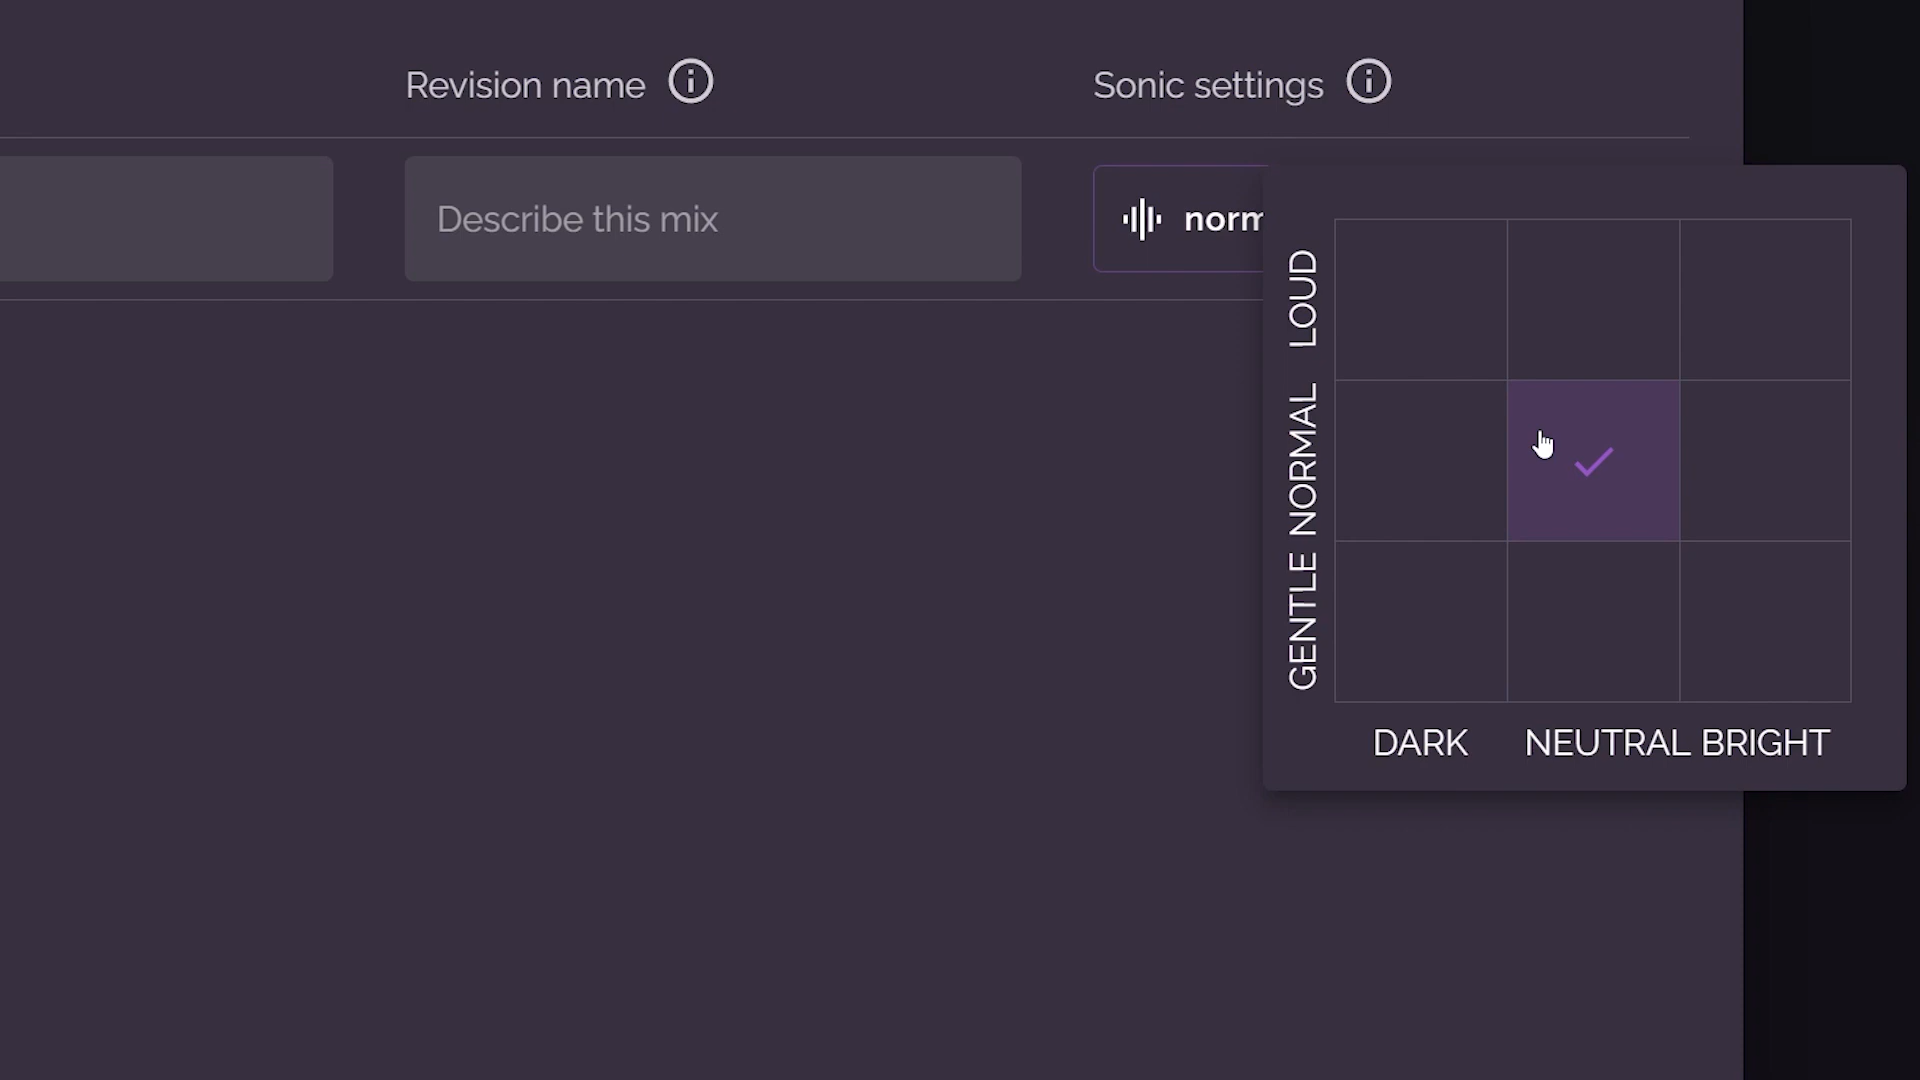 Revision name
Sonic settings
Describe this mix
norm
LOUD
NORMAL
GENTLE
DARK NEUTRAL BRIGHT